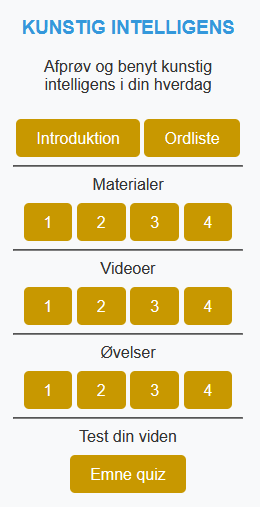 KUNSTIG INTELLIGENS
Afprøv og benyt kunstig
intelligens i din hverdag
Introduktion Ordliste
Materialer
1 2 3 4
Videoer
1 2 3 4
Øvelser
1 2 3 4
Test din viden
Emne quiz